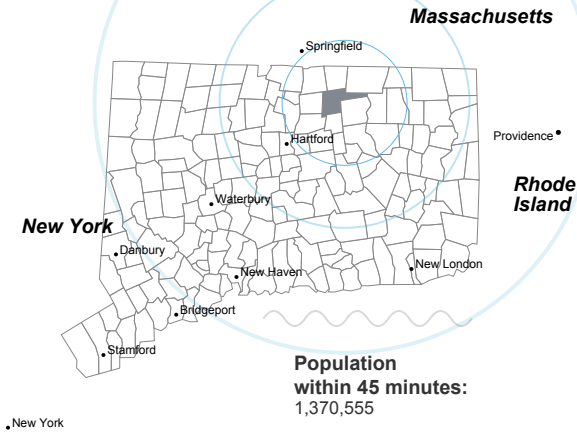 Massachusetts
Springfield
Hartford
Providence
Rhode
Island
Waterbury
New York
Danbury
New London
New Haven
Bridgeport
Stamford
Population
within 45 minutes:
1,370,555
New York